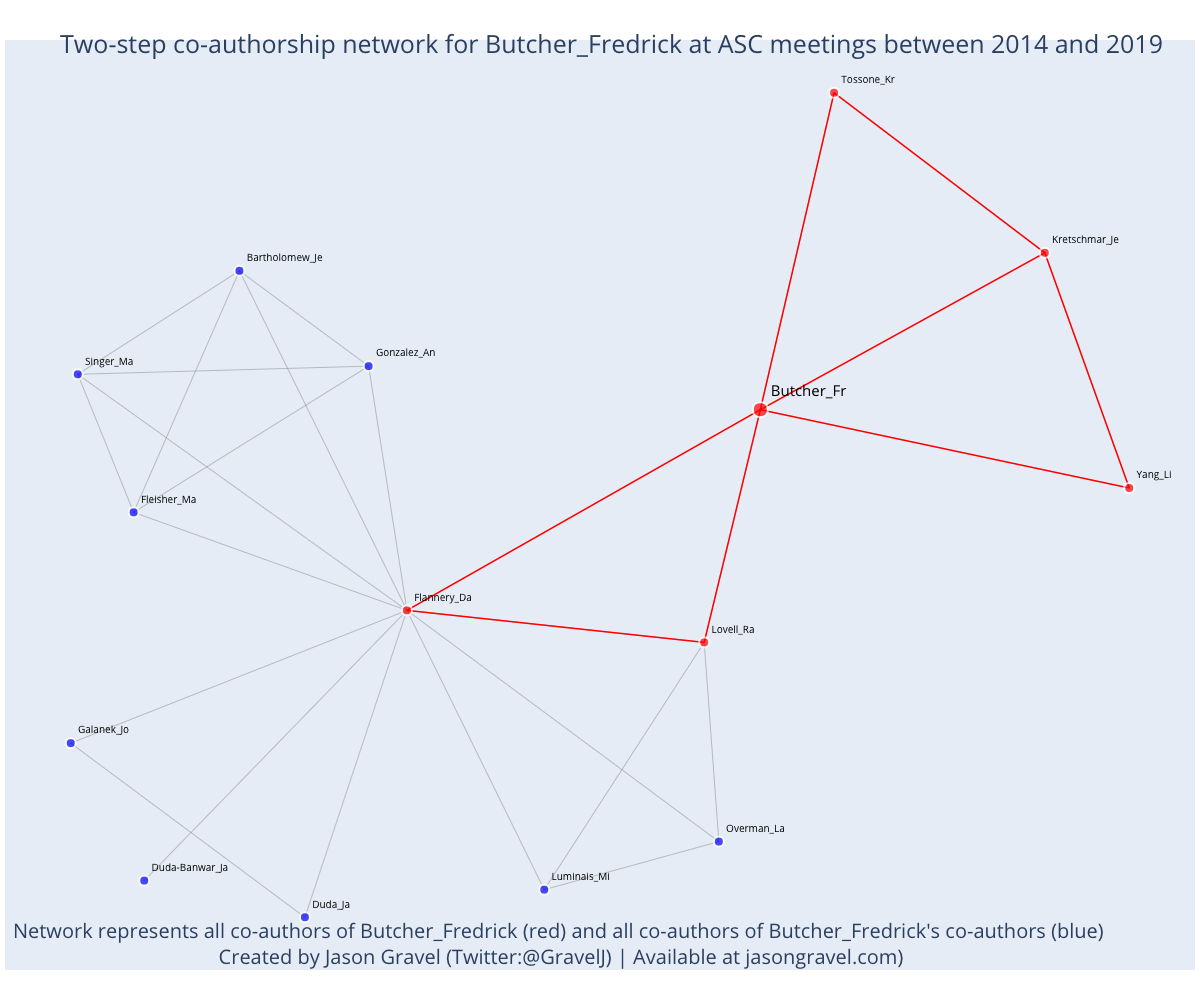 Two-step co-authorship network for Butcher_Fredrick at ASC meetings between 2014 and 2019
Tossone_Kr
Kretschmar_Je
Bartholomew_Je
Gonzalez_An
Singer_Ma
Butcher_Fr
Yang_Li
Fleisher_Ma
Flannery_Da
Lovell_Ra
Galanek_Jo
Overman_La
Duda-Banwar_Ja
Luminais_Mi
Duda_Ja
Network represents all co-authors of Butcher_Fredrick (red) and all co-authors of Butcher_Fredrick's co-authors (blue)
Created by Jason Gravel (Twitter:@GravelJ) | Available at jasongravel.com)